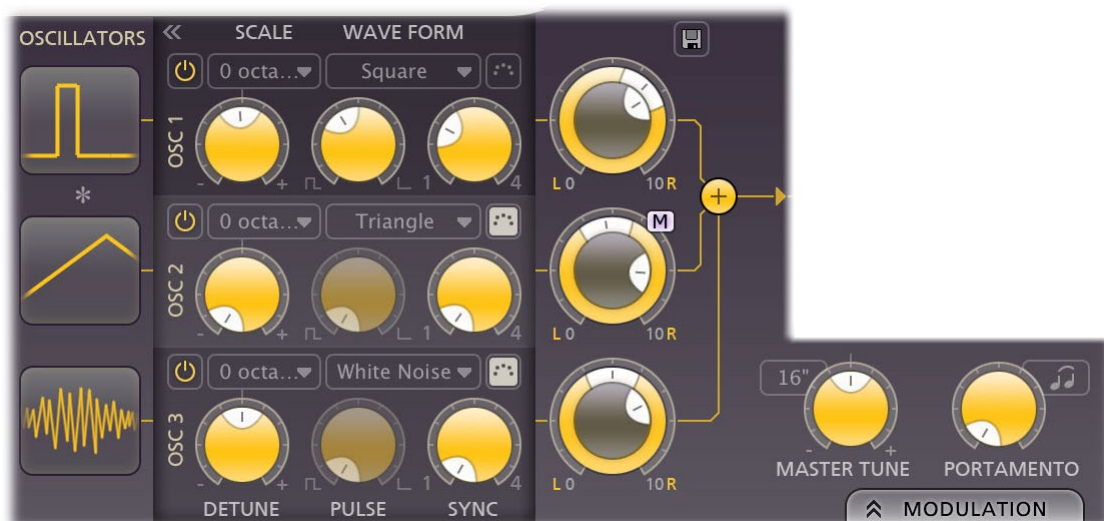 OSCILLATORS
SCALE WAVE FORM
OSC 1
0 octa... Square
- + 1 4
L 0 10 R
*
OSC 2
0 octa... Triangle
M
- + 1 4
L 0 10 R
+
OSC 3
0 octa... White Noise
- + 1 4
L 0 10 R
DETUNE PULSE SYNC
16"
- +
MASTER TUNE PORTAMENTO
MODULATION